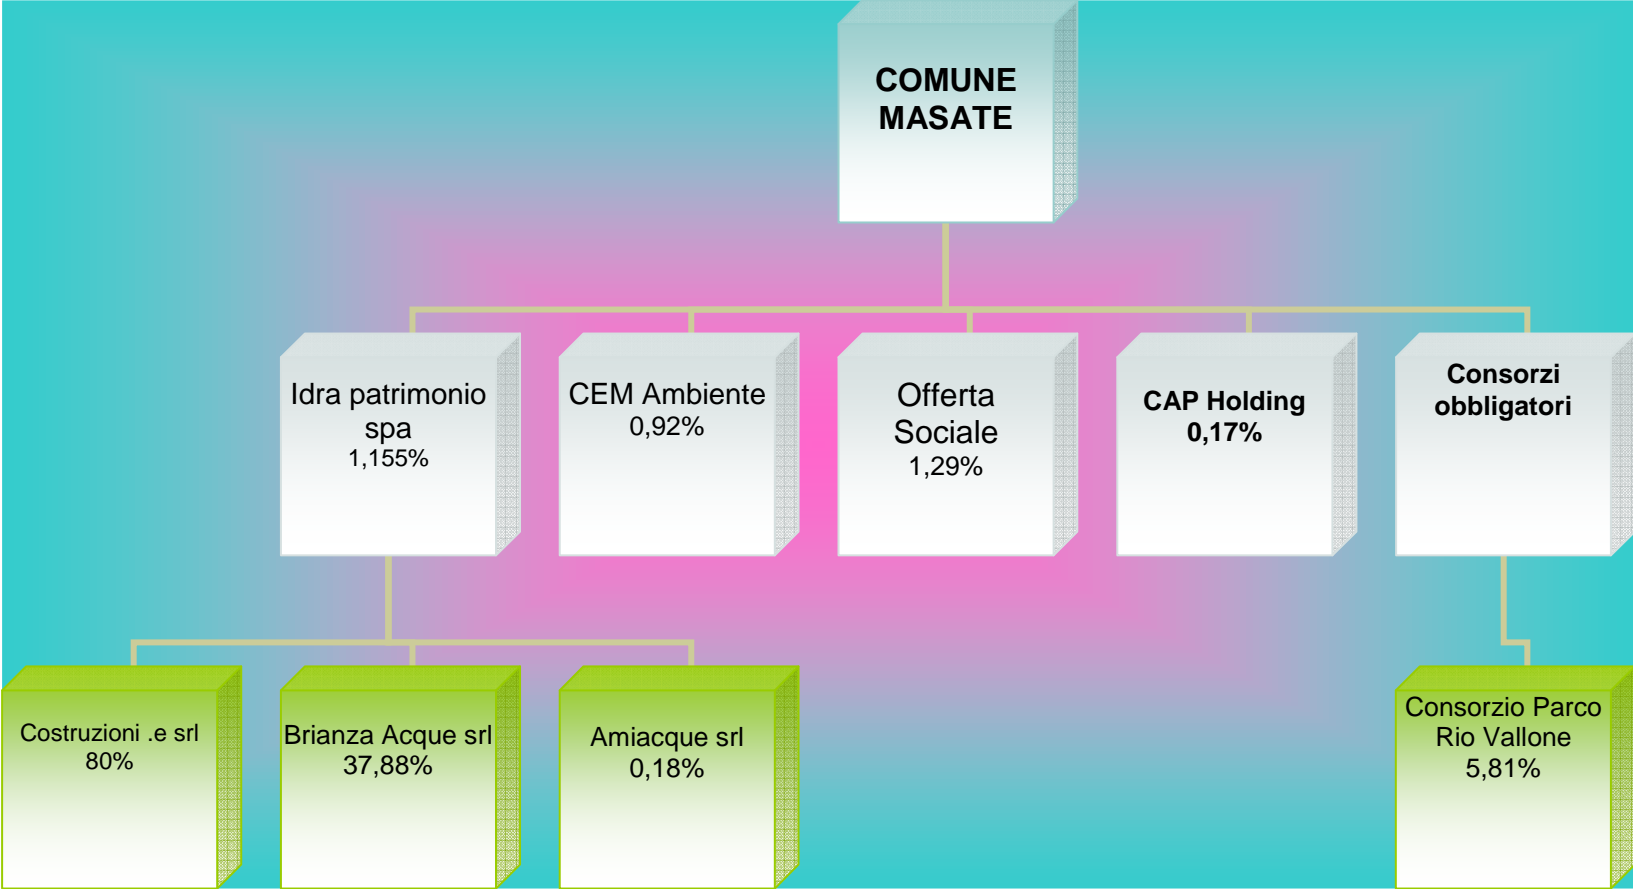 COMUNE
MASATE
Idra patrimonio
spa
1,155%
CEM Ambiente
0,92%
Offerta
Sociale
1,29%
CAP Holding
0,17%
Consorzi
obbligatori
Costruzioni .e srl
80%
Brianza Acque srl
37,88%
Amiacque srl
0,18%
Consorzio Parco
Rio Vallone
5,81%